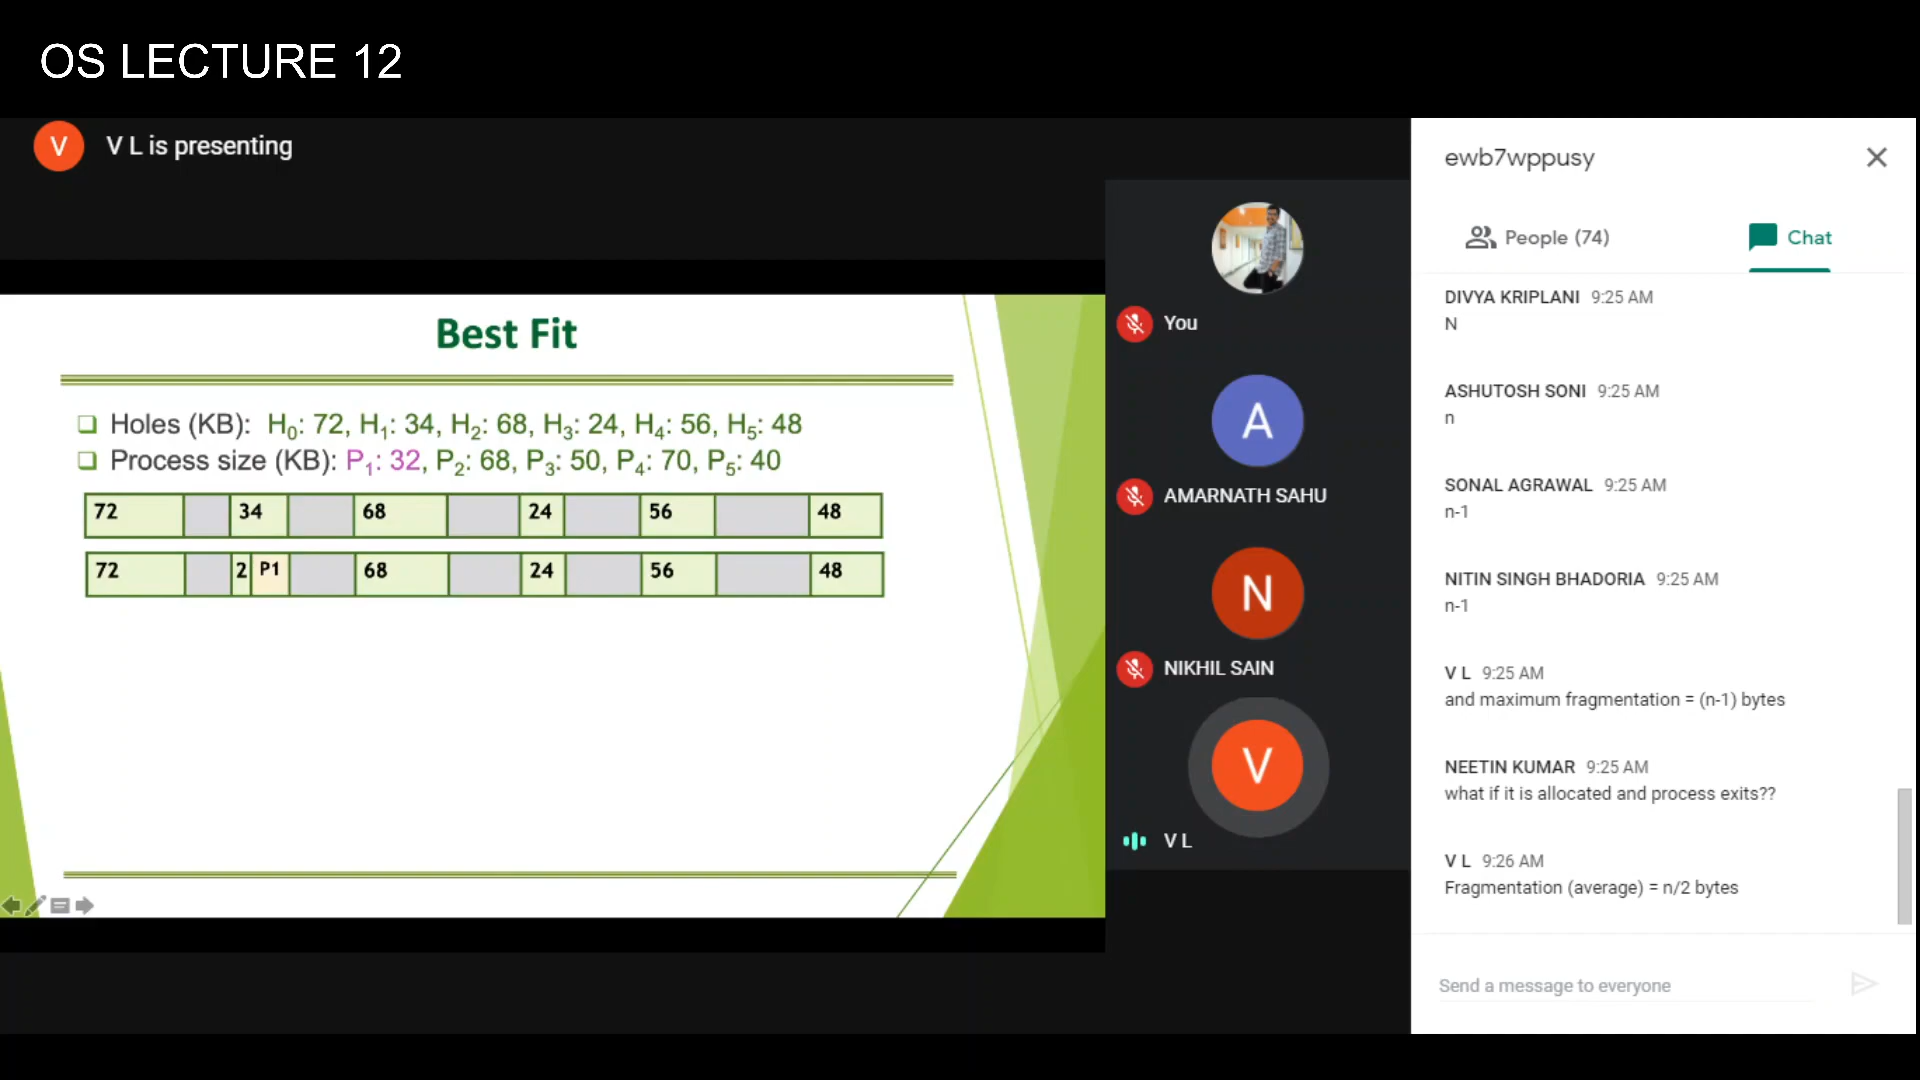 OS LECTURE 12
V
V L is presenting
Best Fit
Holes (KB): H0: 72, H1: 34, H2: 68, H3: 24, H4: 56, H5: 48
Process size (KB): P1: 32, P2: 68, P3: 50, P4: 70, P5: 40
72 34 68 24 56 48
72 2 P1 68 24 56 48
You
A
AMARNATH SAHU
N
NIKHIL SAIN
V
V L
ewb7wppusy
People (74)
Chat
DIVYA KRIPLANI 9:25 AM
N
ASHUTOSH SONI 9:25 AM
n
SONAL AGRAWAL 9:25 AM
n-1
NITIN SINGH BHADORIA 9:25 AM
n-1
V L 9:25 AM
and maximum fragmentation = (n-1) bytes
NEETIN KUMAR 9:25 AM
what if it is allocated and process exits??
V L 9:26 AM
Fragmentation (average) = n/2 bytes
Send a message to everyone